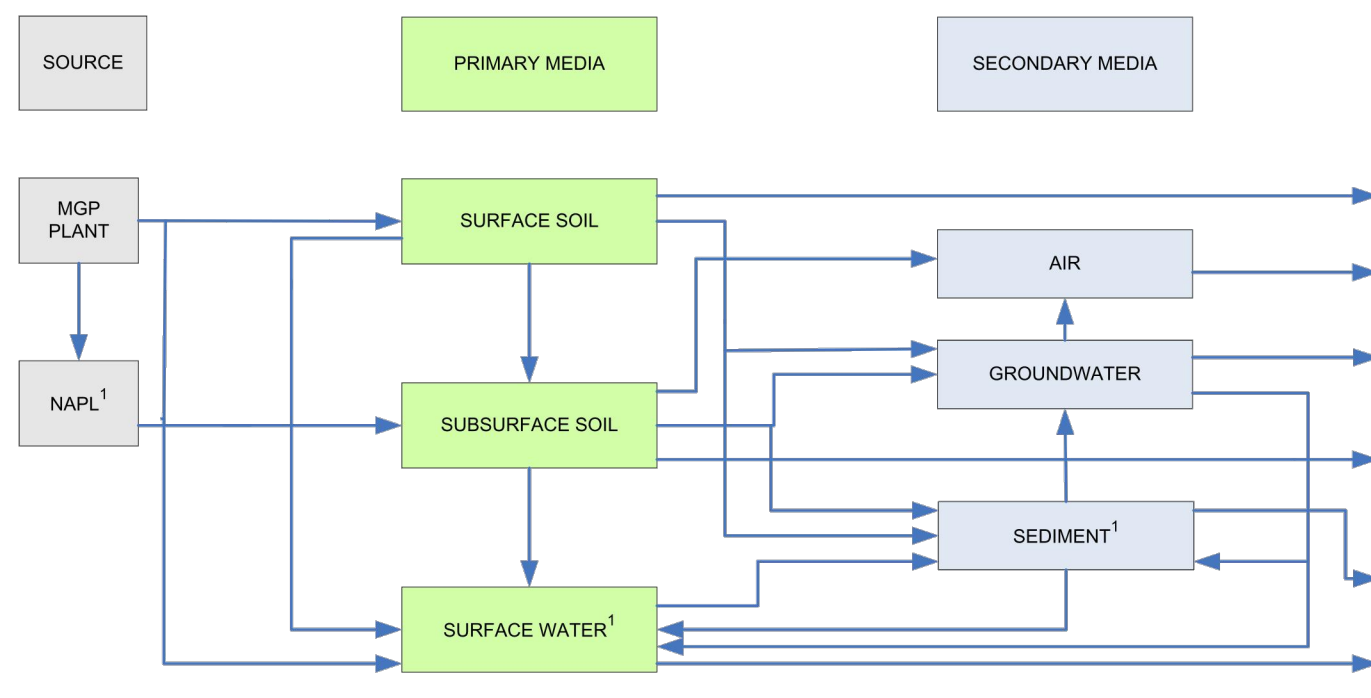 SOURCE
PRIMARY MEDIA
SECONDARY MEDIA
MGP
PLANT
SURFACE SOIL
AIR
NAPL¹
SUBSURFACE SOIL
GROUNDWATER
SEDIMENT¹
SURFACE WATER¹